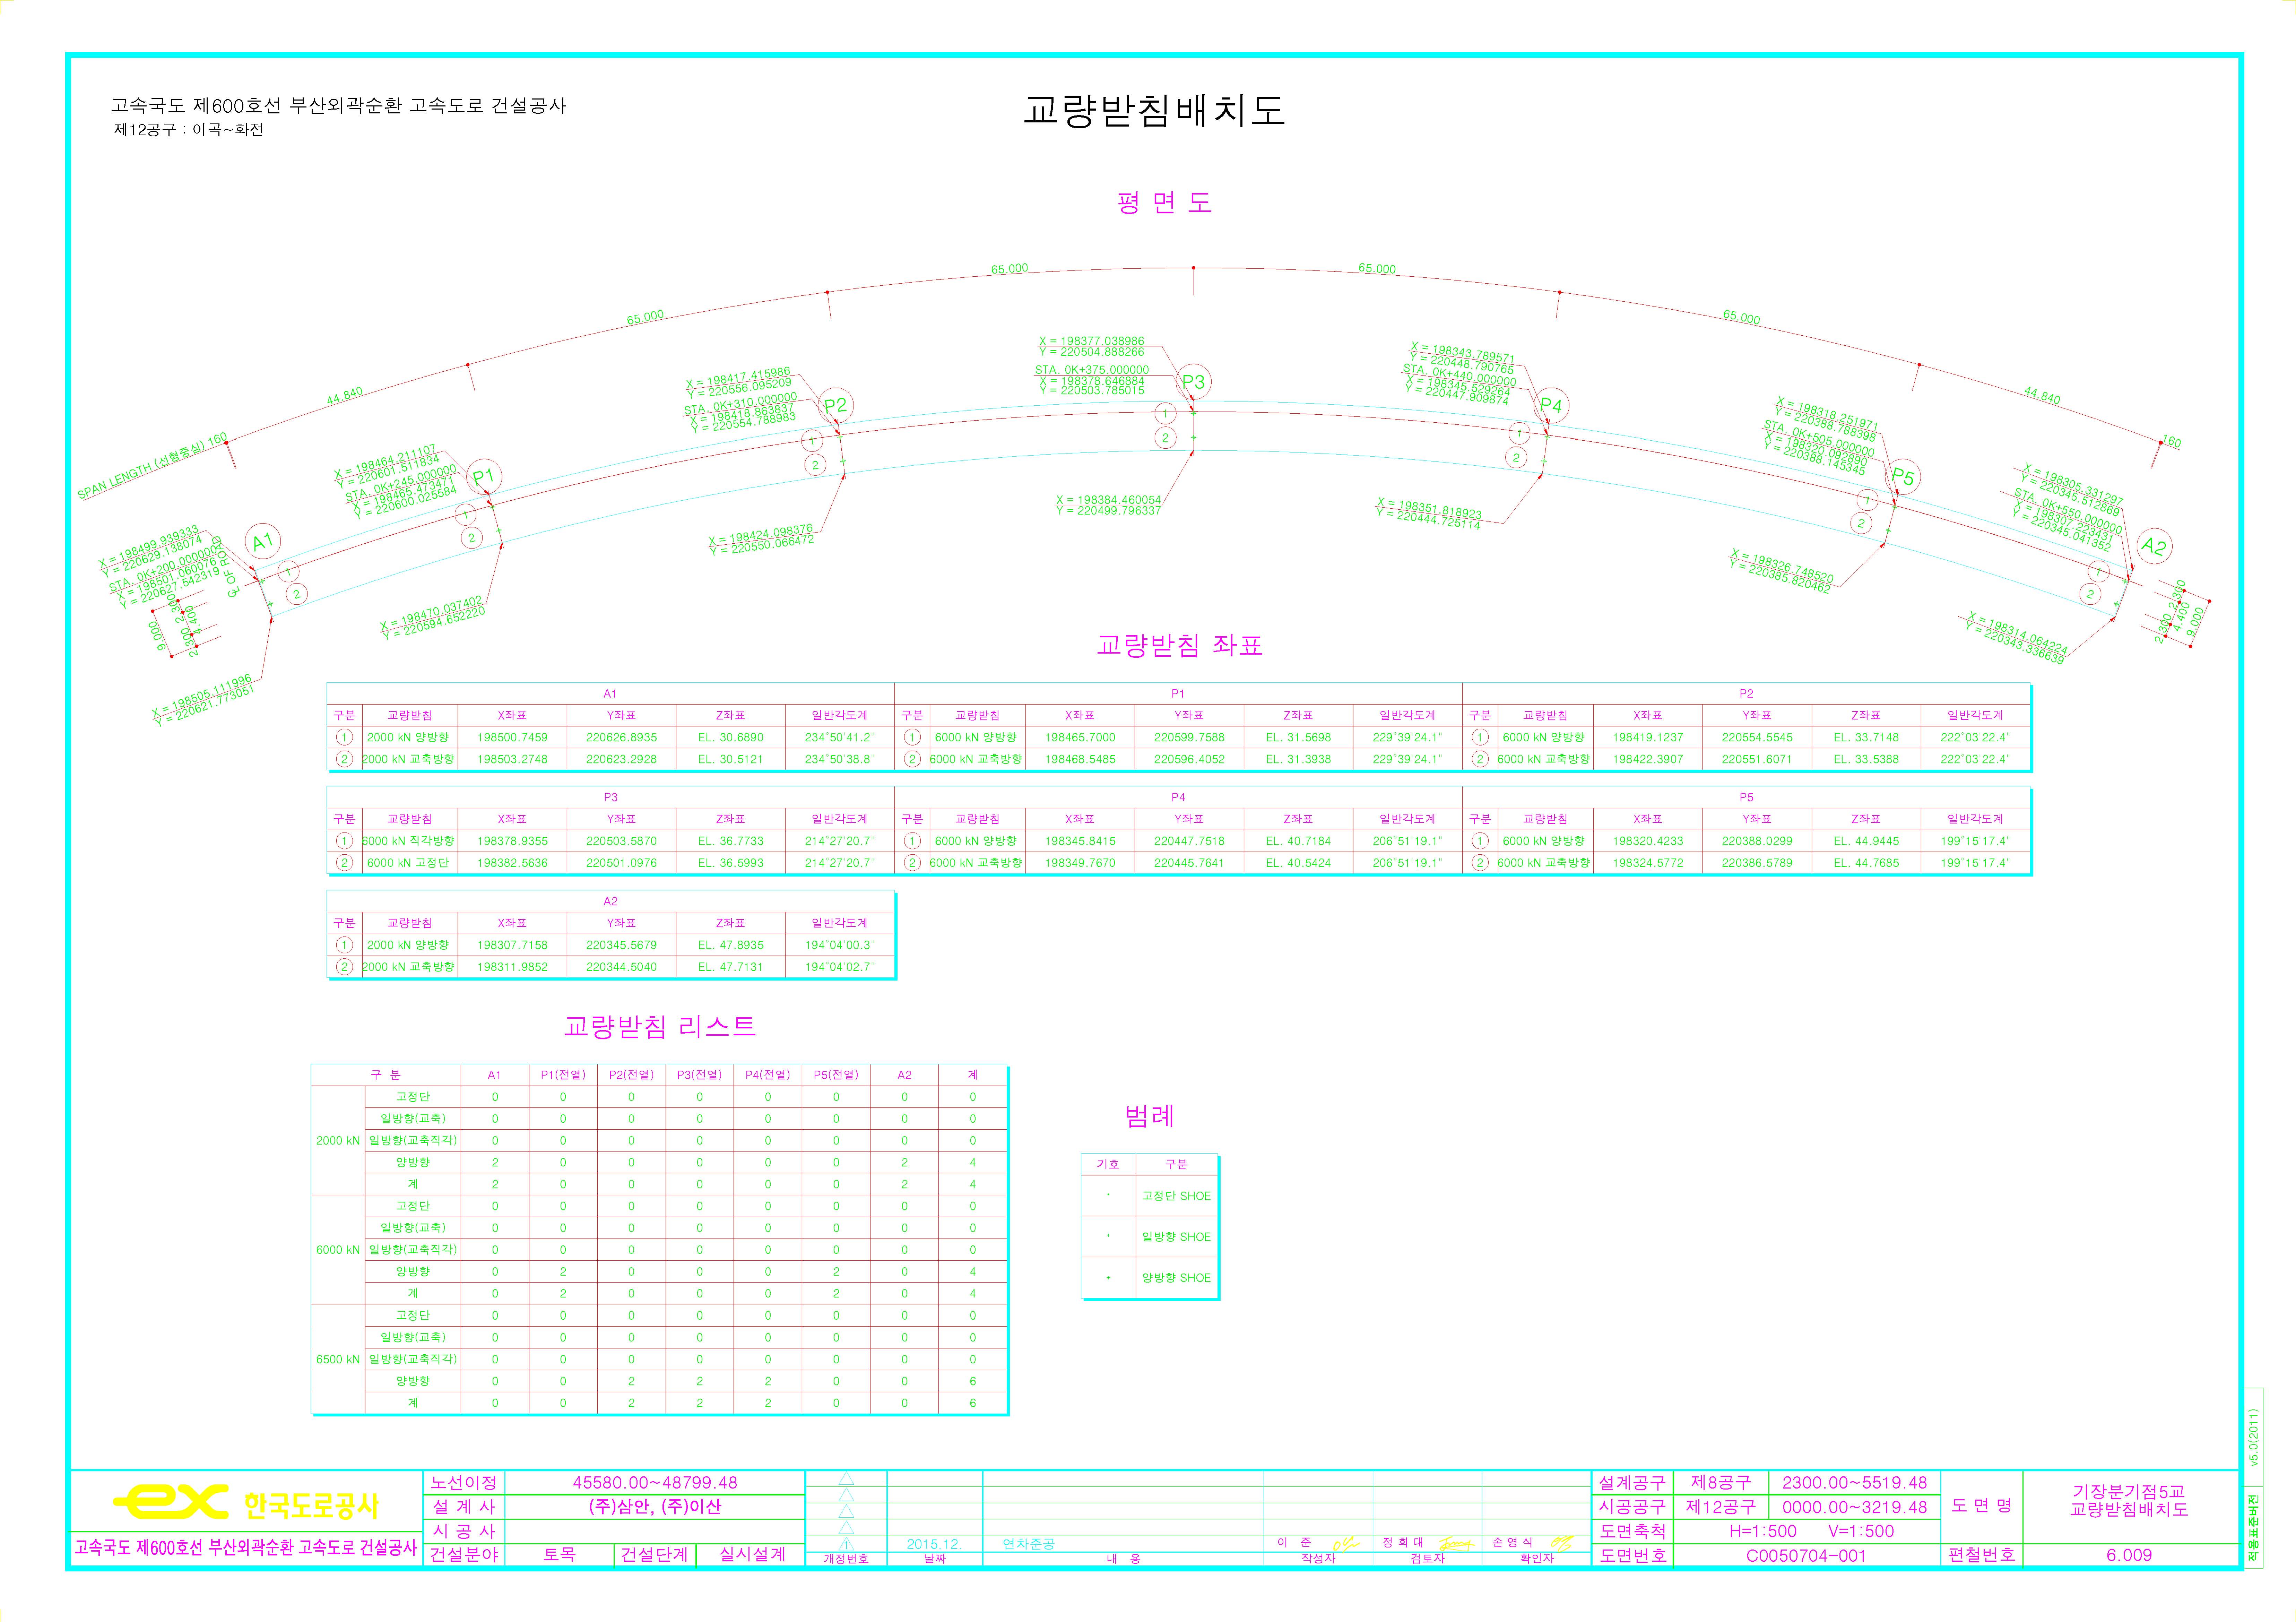 고속국도 제600호선 부산외곽순환 고속도로 건설공사
제12공구 : 이곡~화전
교량받침배치도
평 면 도
SPAN LENGTH (선형중심) 160
44.840
65.000
65.000
65.000
65.000
44.840
160
A1
X = 198499.939333
Y = 220629.138074
STA. 0K+200.000000
X = 198501.060076
Y = 220627.542319
℄ OF ROAD
X = 198505.111996
Y = 220621.773051
9.000
2.300
4.400
2.300
1
2
P1
X = 198464.211107
Y = 220601.511834
STA. 0K+245.000000
X = 198465.473471
Y = 220600.025584
X = 198470.037402
Y = 220594.652220
1
2
P2
X = 198417.415986
Y = 220556.095209
STA. 0K+310.000000
X = 198418.863837
Y = 220554.788983
X = 198424.098376
Y = 220550.066472
1
2
P3
X = 198377.038986
Y = 220504.888266
STA. 0K+375.000000
X = 198378.646884
Y = 220503.785015
X = 198384.460054
Y = 220499.796337
1
2
P4
X = 198343.789571
Y = 220448.790765
STA. 0K+440.000000
X = 198345.529264
Y = 220447.909874
X = 198351.818923
Y = 220444.725114
1
2
P5
X = 198318.251971
Y = 220388.788398
STA. 0K+505.000000
X = 198320.092890
Y = 220388.145345
X = 198326.748520
Y = 220385.820462
1
2
A2
X = 198305.331297
Y = 220345.512869
STA. 0K+550.000000
X = 198307.223431
Y = 220345.041352
X = 198314.064224
Y = 220343.336639
1
2
2.300
4.400
2.300
9.000
교량받침 좌표
A1 P1 P2
구분 교량받침 X좌표 Y좌표 Z좌표 일반각도계 구분 교량받침 X좌표 Y좌표 Z좌표 일반각도계 구분 교량받침 X좌표 Y좌표 Z좌표 일반각도계
1 2000 kN 양방향 198500.7459 220626.8935 EL. 30.6890 234°50'41.2" 1 6000 kN 양방향 198465.7000 220599.7588 EL. 31.5698 229°39'24.1" 1 6000 kN 양방향 198419.1237 220554.5545 EL. 33.7148 222°03'22.4"
2 2000 kN 교축방향 198503.2748 220623.2928 EL. 30.5121 234°50'38.8" 2 6000 kN 교축방향 198468.5485 220596.4052 EL. 31.3938 229°39'24.1" 2 6000 kN 교축방향 198422.3907 220551.6071 EL. 33.5388 222°03'22.4"
P3 P4 P5
구분 교량받침 X좌표 Y좌표 Z좌표 일반각도계 구분 교량받침 X좌표 Y좌표 Z좌표 일반각도계 구분 교량받침 X좌표 Y좌표 Z좌표 일반각도계
1 6000 kN 직각방향 198378.9355 220503.5870 EL. 36.7733 214°27'20.7" 1 6000 kN 양방향 198345.8415 220447.7518 EL. 40.7184 206°51'19.1" 1 6000 kN 양방향 198320.4233 220388.0299 EL. 44.9445 199°15'17.4"
2 6000 kN 고정단 198382.5636 220501.0976 EL. 36.5993 214°27'20.7" 2 6000 kN 교축방향 198349.7670 220445.7641 EL. 40.5424 206°51'19.1" 2 6000 kN 교축방향 198324.5772 220386.5789 EL. 44.7685 199°15'17.4"
A2
구분 교량받침 X좌표 Y좌표 Z좌표 일반각도계
1 2000 kN 양방향 198307.7158 220345.5679 EL. 47.8935 194°04'00.3"
2 2000 kN 교축방향 198311.9852 220344.5040 EL. 47.7131 194°04'02.7"
교량받침 리스트
구 분 A1 P1(전열) P2(전열) P3(전열) P4(전열) P5(전열) A2 계
2000 kN
고정단 0 0 0 0 0 0 0 0
일방향(교축) 0 0 0 0 0 0 0 0
일방향(교축직각) 0 0 0 0 0 0 0 0
양방향 2 0 0 0 0 0 2 4
계 2 0 0 0 0 0 2 4
6000 kN
고정단 0 0 0 0 0 0 0 0
일방향(교축) 0 0 0 0 0 0 0 0
일방향(교축직각) 0 0 0 0 0 0 0 0
양방향 0 2 0 0 0 2 0 4
계 0 2 0 0 0 2 0 4
6500 kN
고정단 0 0 0 0 0 0 0 0
일방향(교축) 0 0 0 0 0 0 0 0
일방향(교축직각) 0 0 0 0 0 0 0 0
양방향 0 0 2 2 2 0 0 6
계 0 0 2 2 2 0 0 6
범례
기호 구분
고정단 SHOE
일방향 SHOE
양방향 SHOE
ex 한국도로공사
고속국도 제600호선 부산외곽순환 고속도로 건설공사
노선이정 45580.00~48799.48
설 계 사 (주)삼안, (주)이산
시 공 사
건설분야 토목 건설단계 실시설계
1 2015.12. 연차준공 이 준 정 희 대 손 영 식
개정번호 날짜 내 용 작성자 검토자 확인자
설계공구 제8공구 2300.00~5519.48
시공공구 제12공구 0000.00~3219.48
도면축척 H=1:500 V=1:500
도면번호 C0050704-001
도 면 명 기장분기점5교
교량받침배치도
편철번호 6.009
v5.0(2011)
적용표준버전